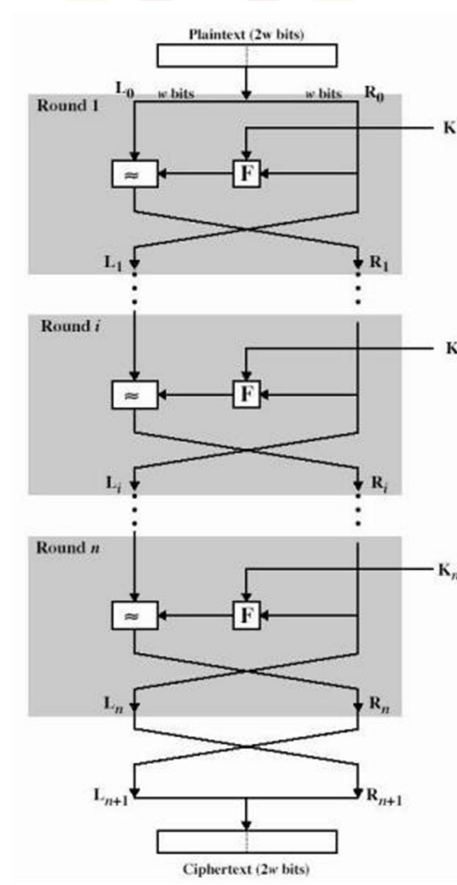 Plaintext (2w bits)
L0 w bits w bits R0
Round 1
K
≈ F
L1 R1
Round i
K
≈ F
Li Ri
Round n
Kn
≈ F
Ln Rn
Ln+1 Rn+1
Ciphertext (2w bits)